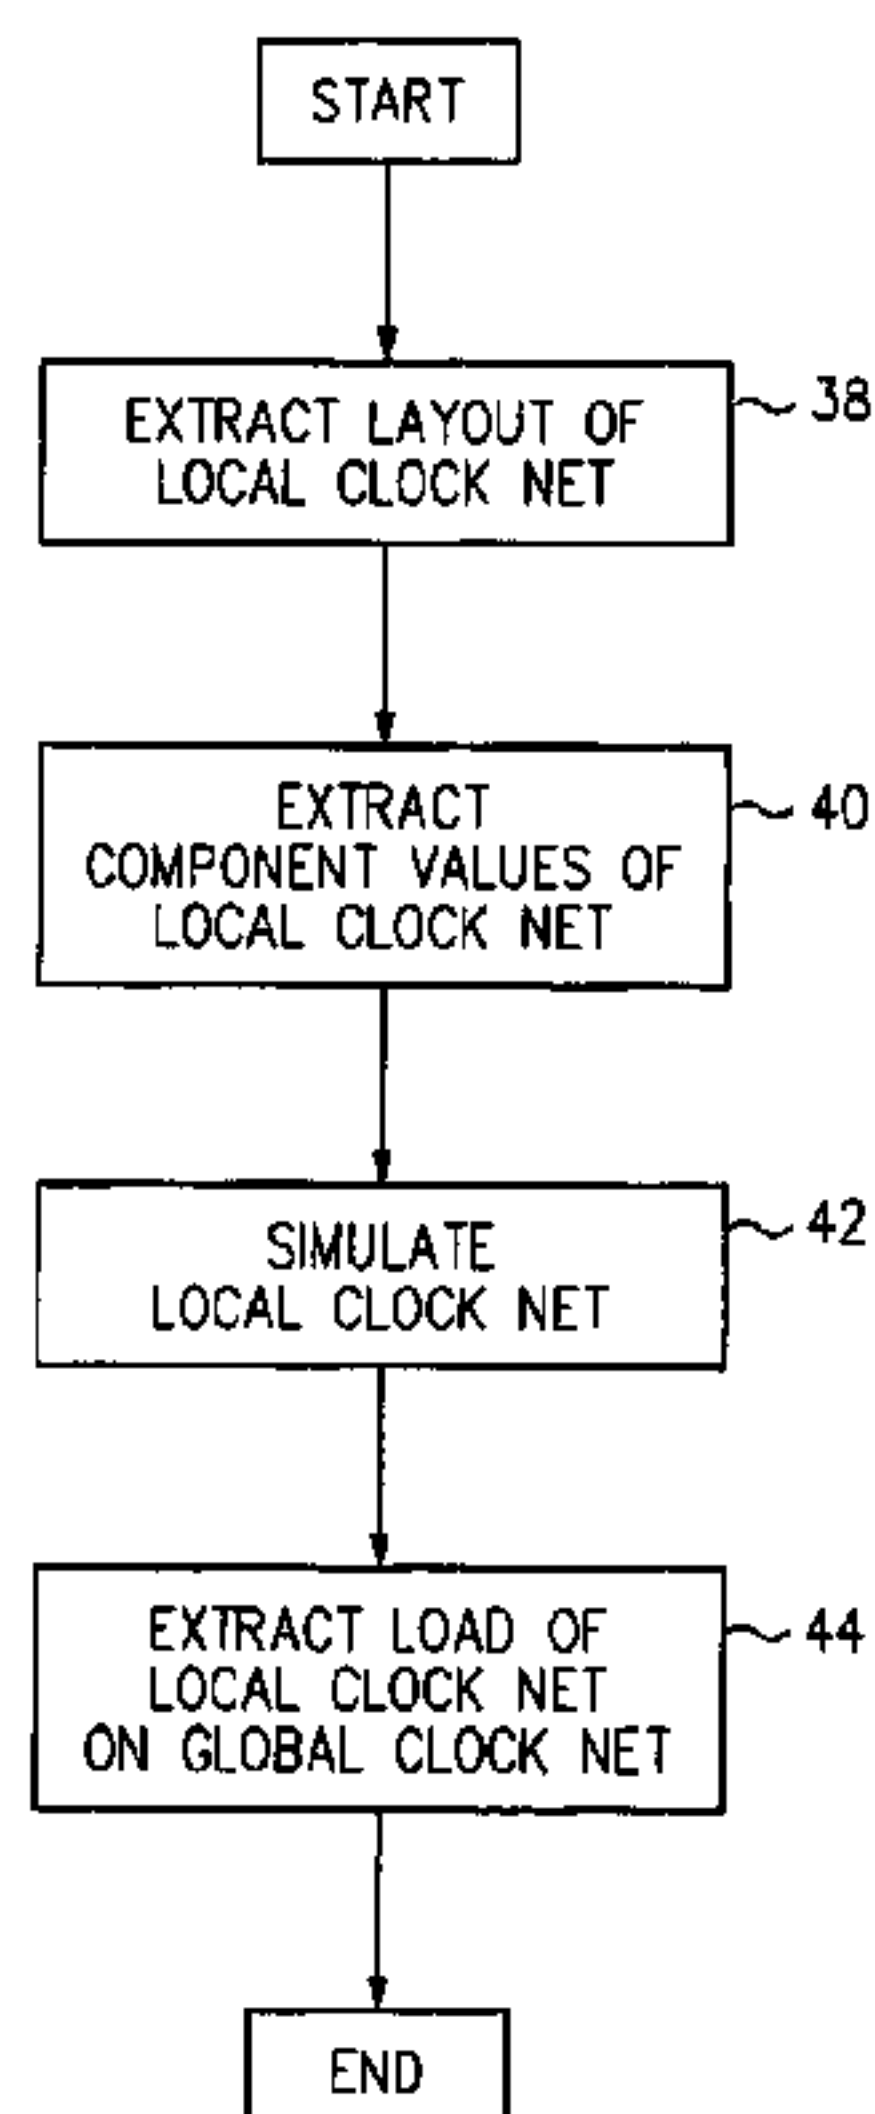 START
EXTRACT LAYOUT OF
LOCAL CLOCK NET
38
EXTRACT
COMPONENT VALUES OF
LOCAL CLOCK NET
40
SIMULATE
LOCAL CLOCK NET
42
EXTRACT LOAD OF
LOCAL CLOCK NET
ON GLOBAL CLOCK NET
44
END